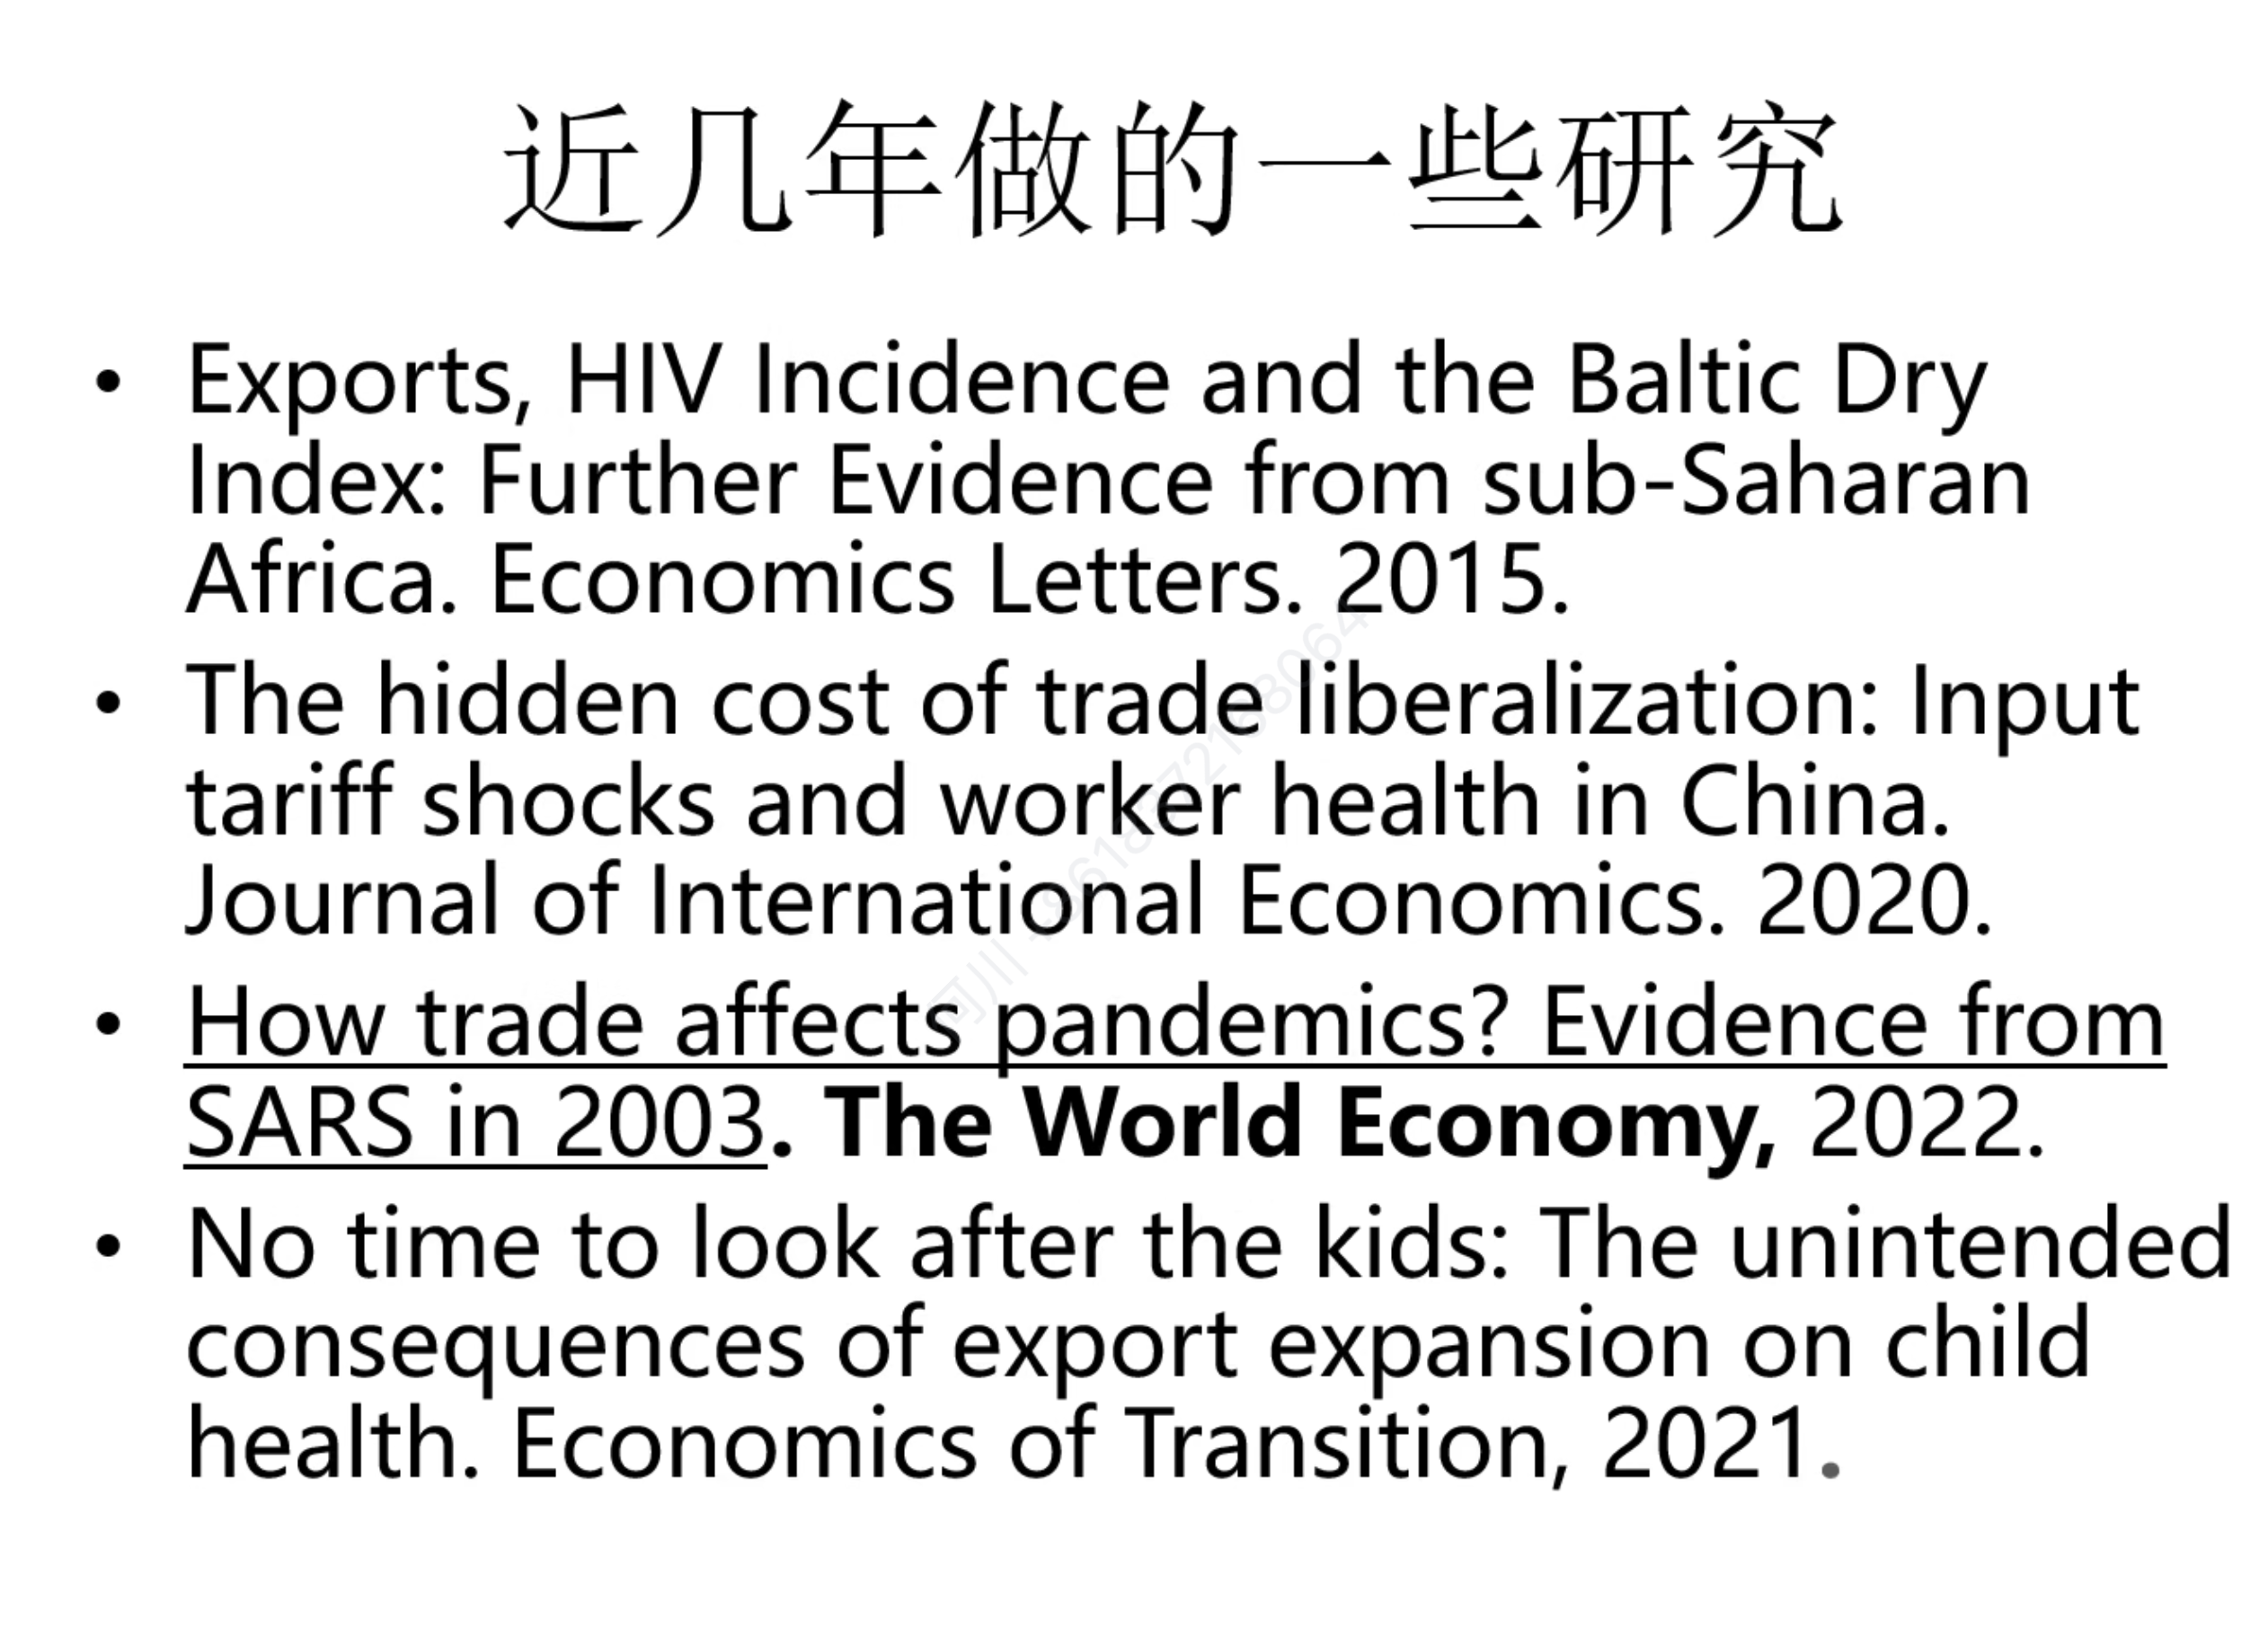 近几年做的一些研究
• Exports, HIV Incidence and the Baltic Dry
Index: Further Evidence from sub-Saharan
Africa. Economics Letters. 2015.
• The hidden cost of trade liberalization: Input
tariff shocks and worker health in China.
Journal of International Economics. 2020.
• How trade affects pandemics? Evidence from
SARS in 2003. The World Economy, 2022.
• No time to look after the kids: The unintended
consequences of export expansion on child
health. Economics of Transition, 2021.